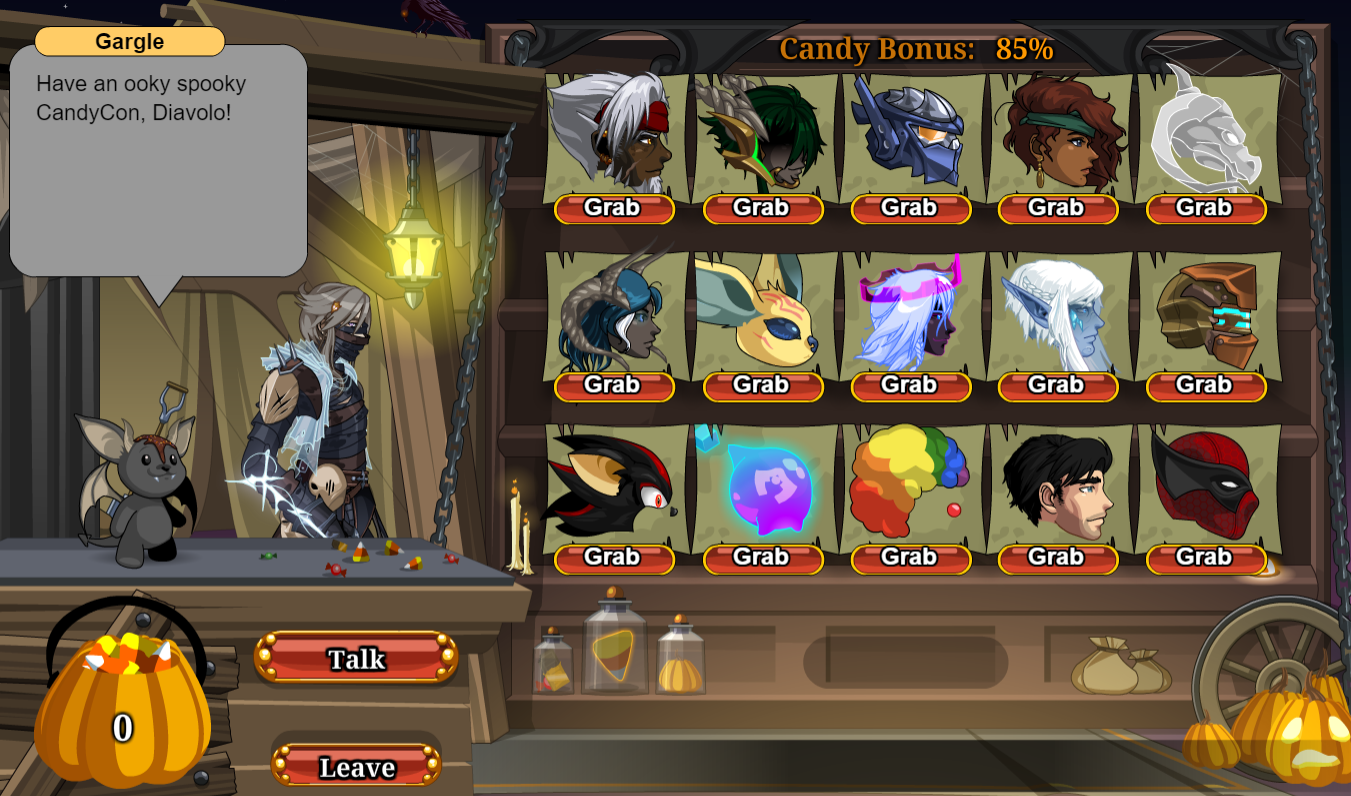 Gargle
Have an ooky spooky
CandyCon, Diavolo!
Candy Bonus: 85%
Grab Grab Grab Grab Grab
Grab Grab Grab Grab Grab
Grab Grab Grab Grab Grab
Talk
0
Leave